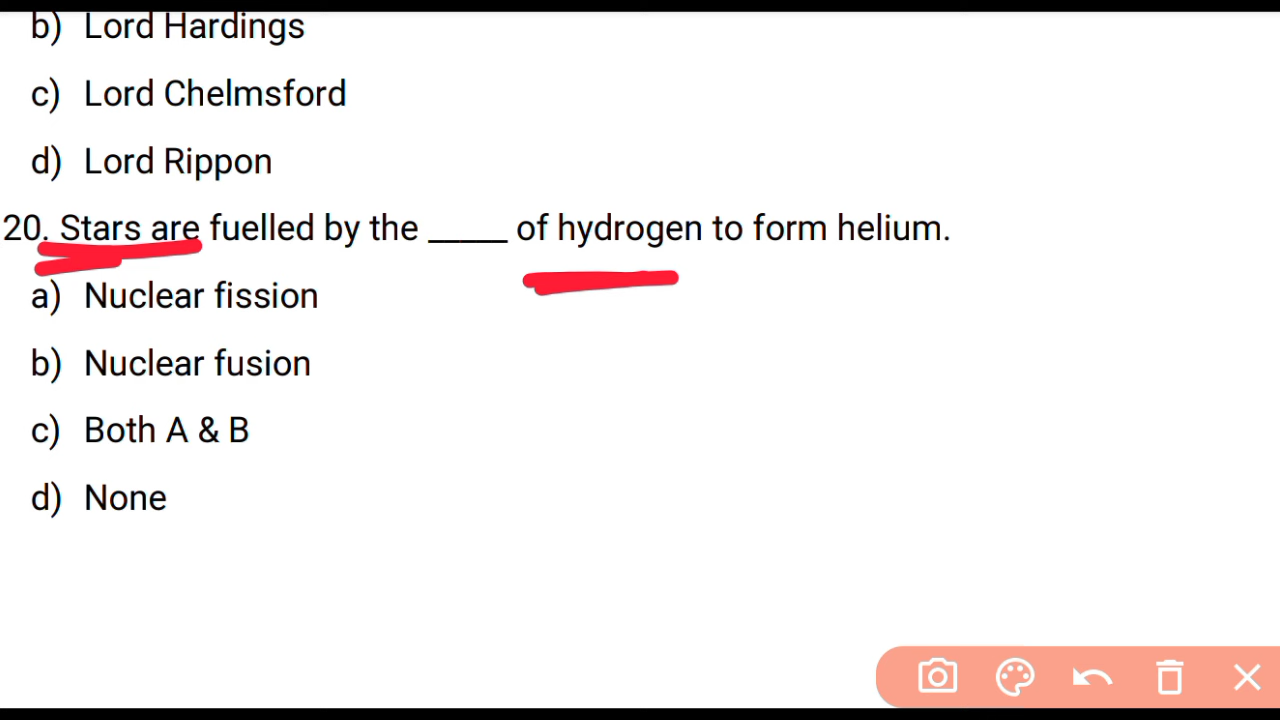 b) Lord Hardings
c) Lord Chelmsford
d) Lord Rippon
20. Stars are fuelled by the _____ of hydrogen to form helium.
a) Nuclear fission
b) Nuclear fusion
c) Both A & B
d) None